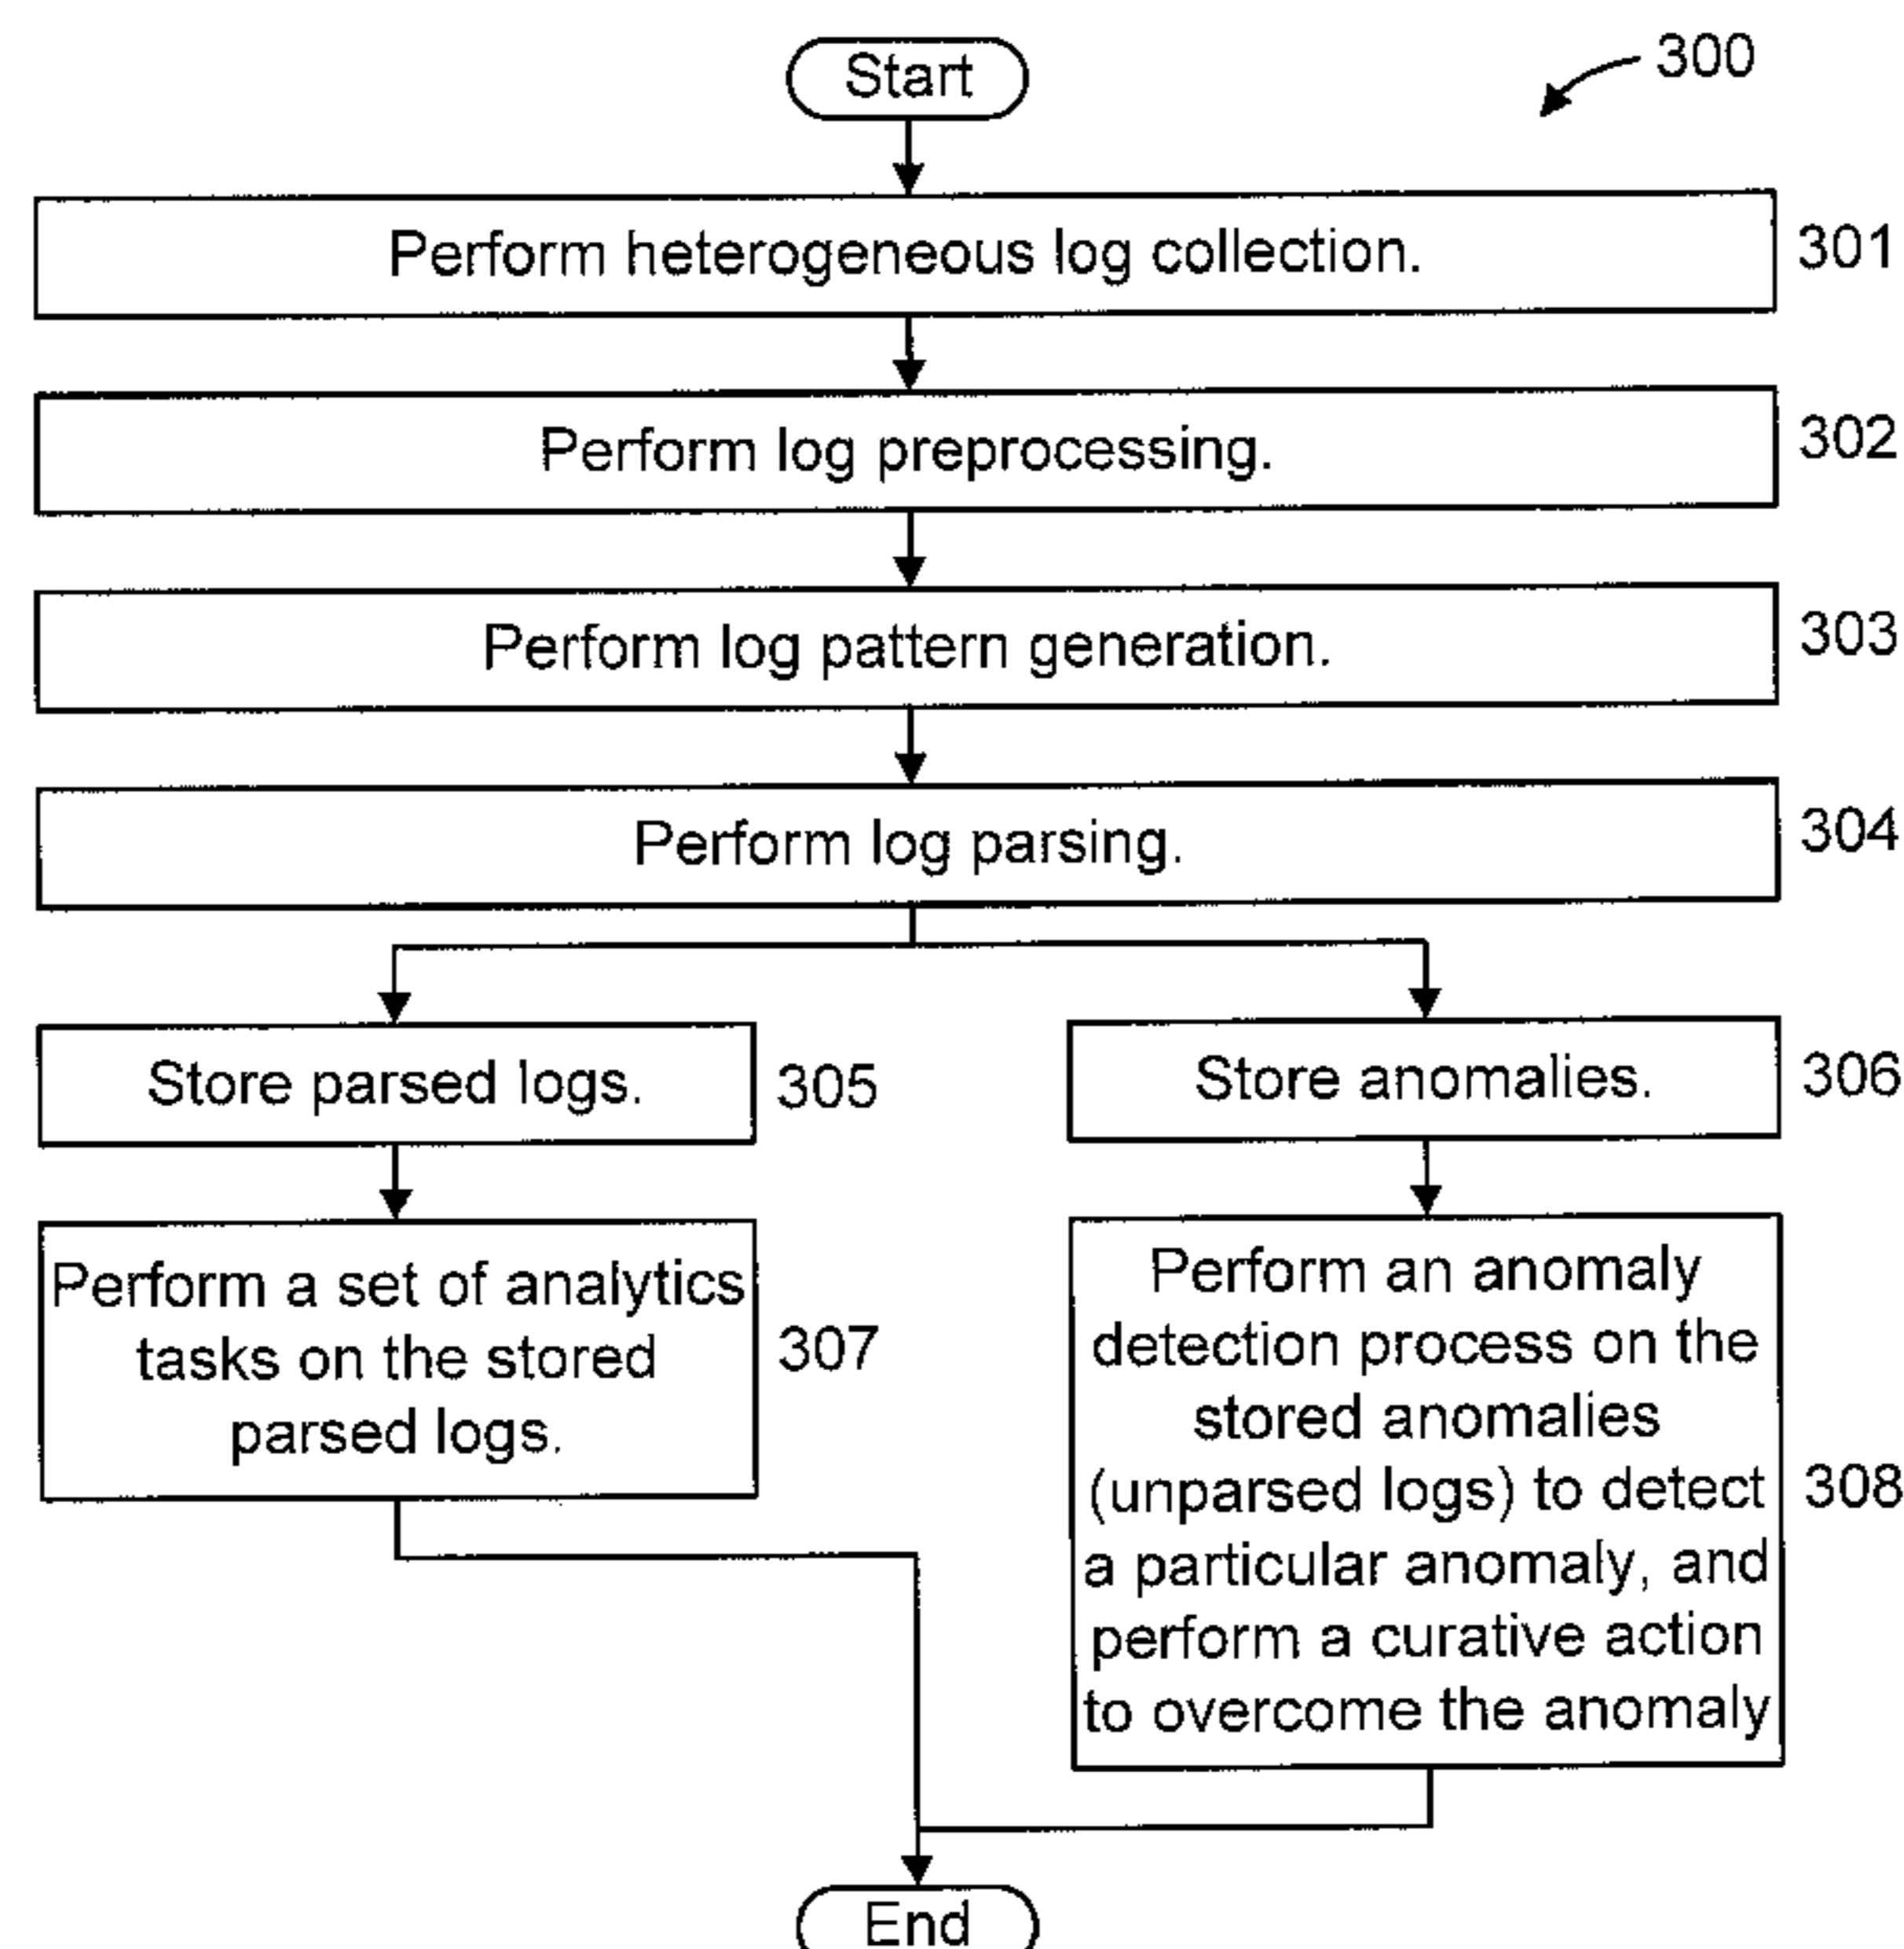 Start
300
Perform heterogeneous log collection.
301
Perform log preprocessing.
302
Perform log pattern generation.
303
Perform log parsing.
304
Store parsed logs.
305
Store anomalies.
306
Perform a set of analytics
tasks on the stored
parsed logs.
307
Perform an anomaly
detection process on the
stored anomalies
(unparsed logs) to detect
a particular anomaly, and
perform a curative action
to overcome the anomaly
308
End